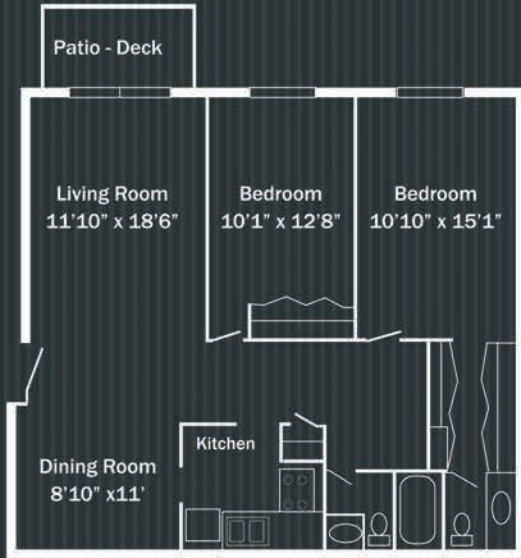 Patio - Deck
Living Room
11'10" x 18'6"
Bedroom
10'1" x 12'8"
Bedroom
10'10" x 15'1"
Kitchen
Dining Room
8'10" x11'